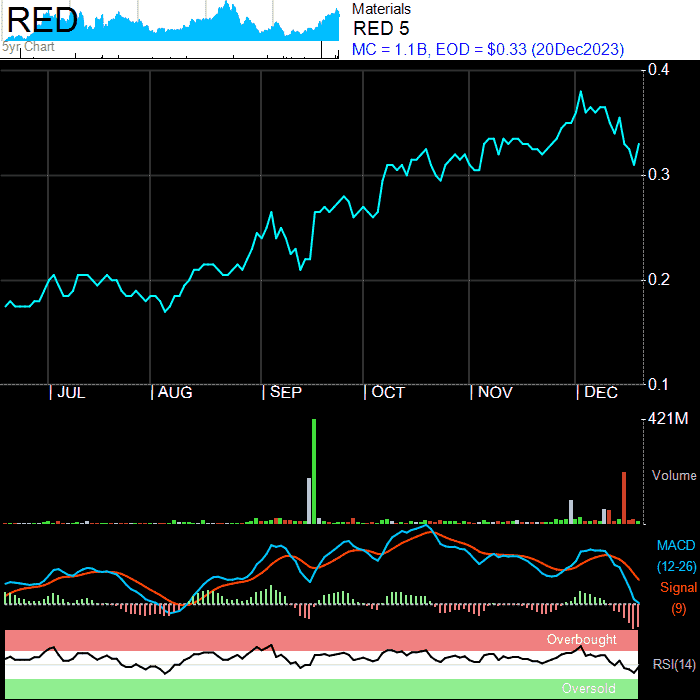 RED
5yr Chart
Materials
RED 5
MC = 1.1B, EOD = $0.33 (20Dec2023)
0.4
0.3
0.2
0.1
JUL
AUG
SEP
OCT
NOV
DEC
421M
Volume
MACD
(12-26)
Signal
(9)
Overbought
RSI(14)
Oversold